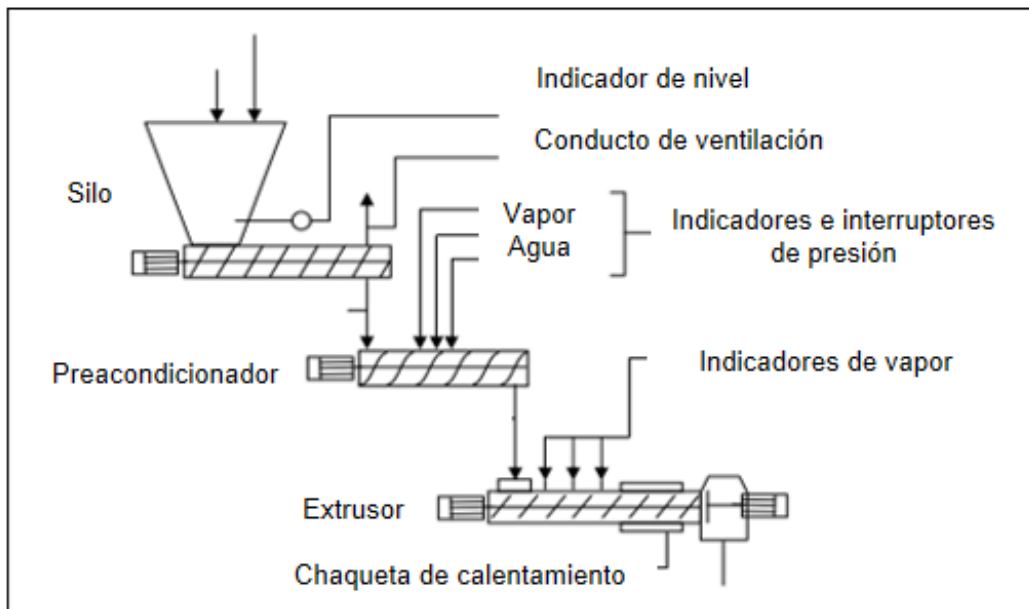 Indicador de nivel
Conducto de ventilación
Silo
Vapor
Agua
Indicadores e interruptores
de presión
Preacondicionador
Indicadores de vapor
Extrusor
Chaqueta de calentamiento